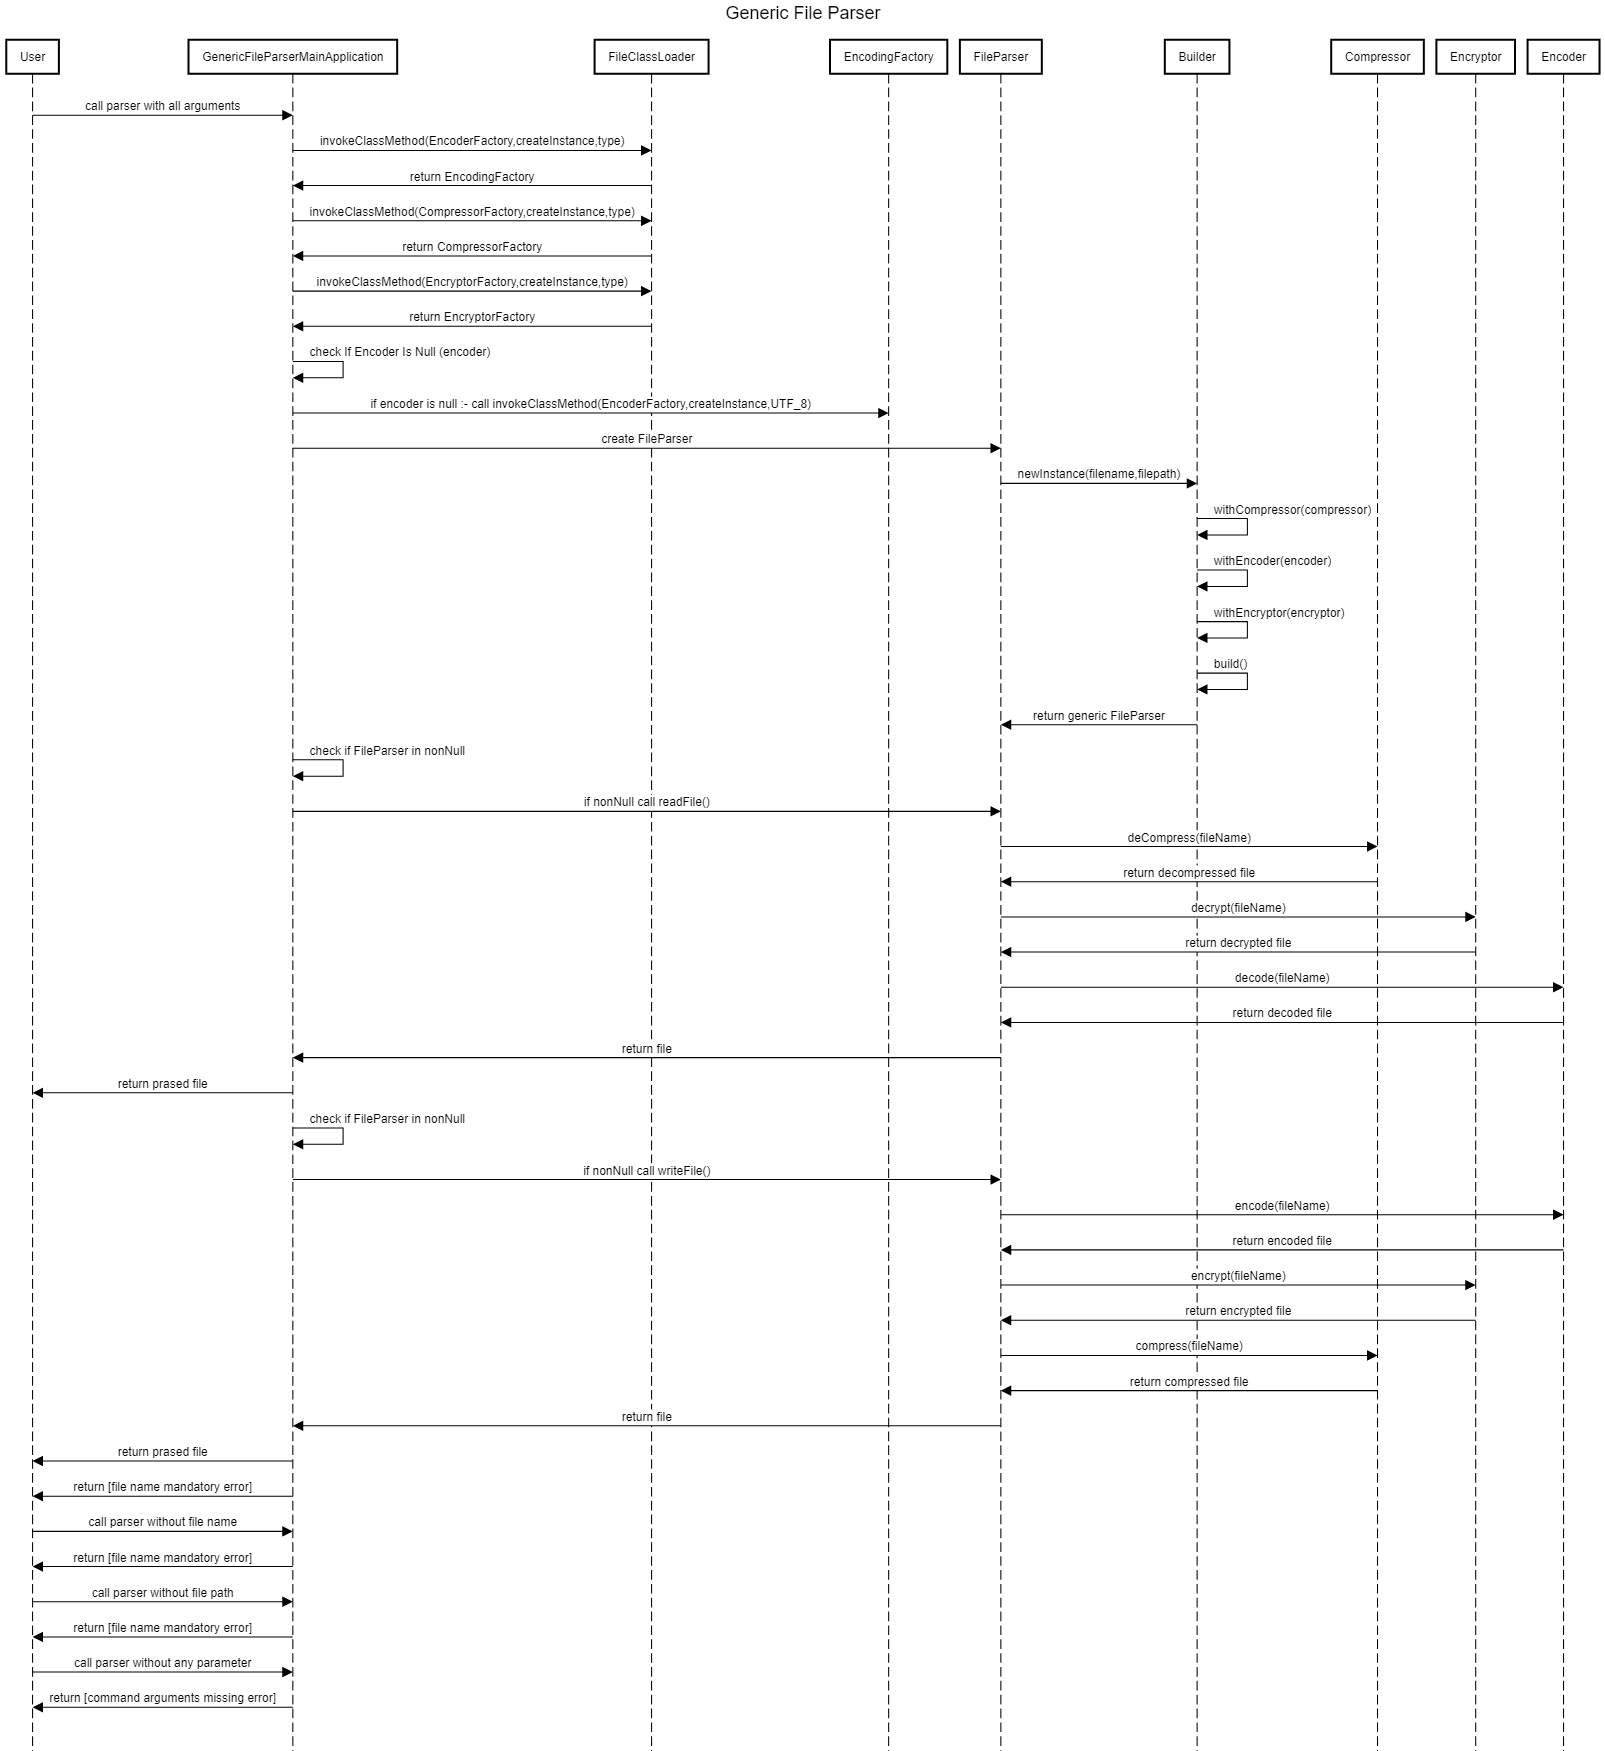 Generic File Parser
User
GenericFileParserMainApplication
FileClassLoader
EncodingFactory
FileParser
Builder
Compressor
Encryptor
Encoder
call parser with all arguments
invokeClassMethod(EncoderFactory,createInstance,type)
return EncodingFactory
invokeClassMethod(CompressorFactory,createInstance,type)
return CompressorFactory
invokeClassMethod(EncryptorFactory,createInstance,type)
return EncryptorFactory
check If Encoder Is Null (encoder)
if encoder is null :- call invokeClassMethod(EncoderFactory,createInstance,UTF_8)
create FileParser
newInstance(filename,filepath)
withCompressor(compressor)
withEncoder(encoder)
withEncryptor(encryptor)
build()
return generic FileParser
check if FileParser in nonNull
if nonNull call readFile()
deCompress(fileName)
return decompressed file
decrypt(fileName)
return decrypted file
decode(fileName)
return decoded file
return file
return prased file
check if FileParser in nonNull
if nonNull call writeFile()
encode(fileName)
return encoded file
encrypt(fileName)
return encrypted file
compress(fileName)
return compressed file
return file
return prased file
return [file name mandatory error]
call parser without file name
return [file name mandatory error]
call parser without file path
return [file name mandatory error]
call parser without any parameter
return [command arguments missing error]